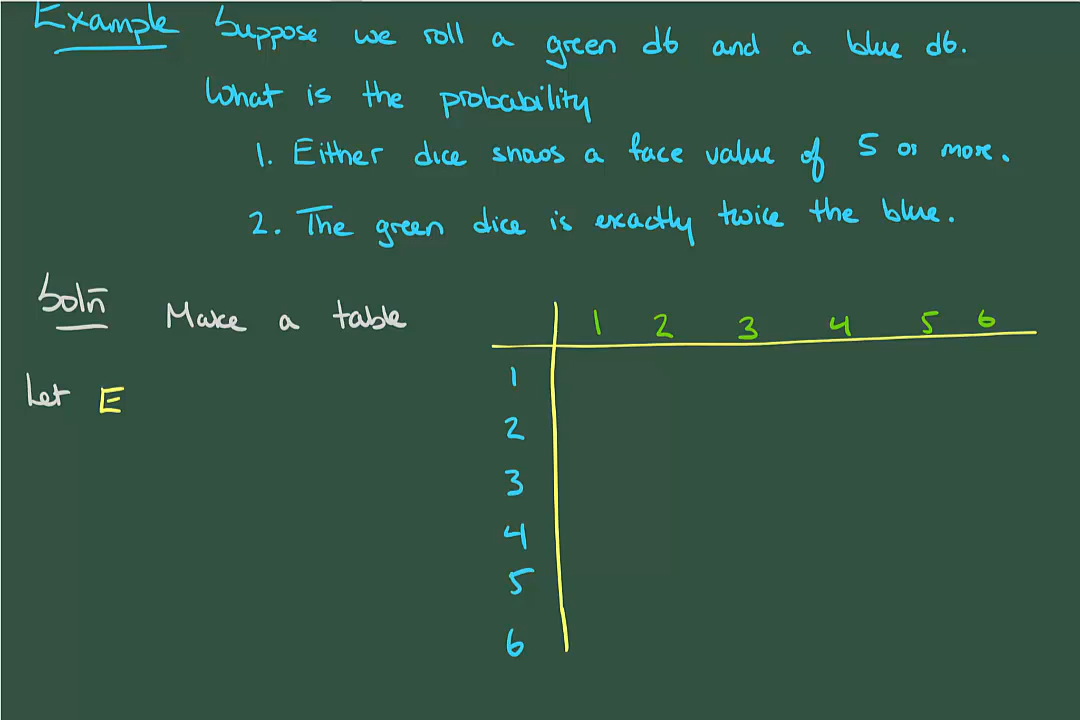 Example Suppose we roll a green d6 and a blue d6.
What is the probability
1. Either dice shows a face value of 5 or more.
2. The green dice is exactly twice the blue.
Soln Make a table
1 2 3 4 5 6
Let E
1
2
3
4
5
6